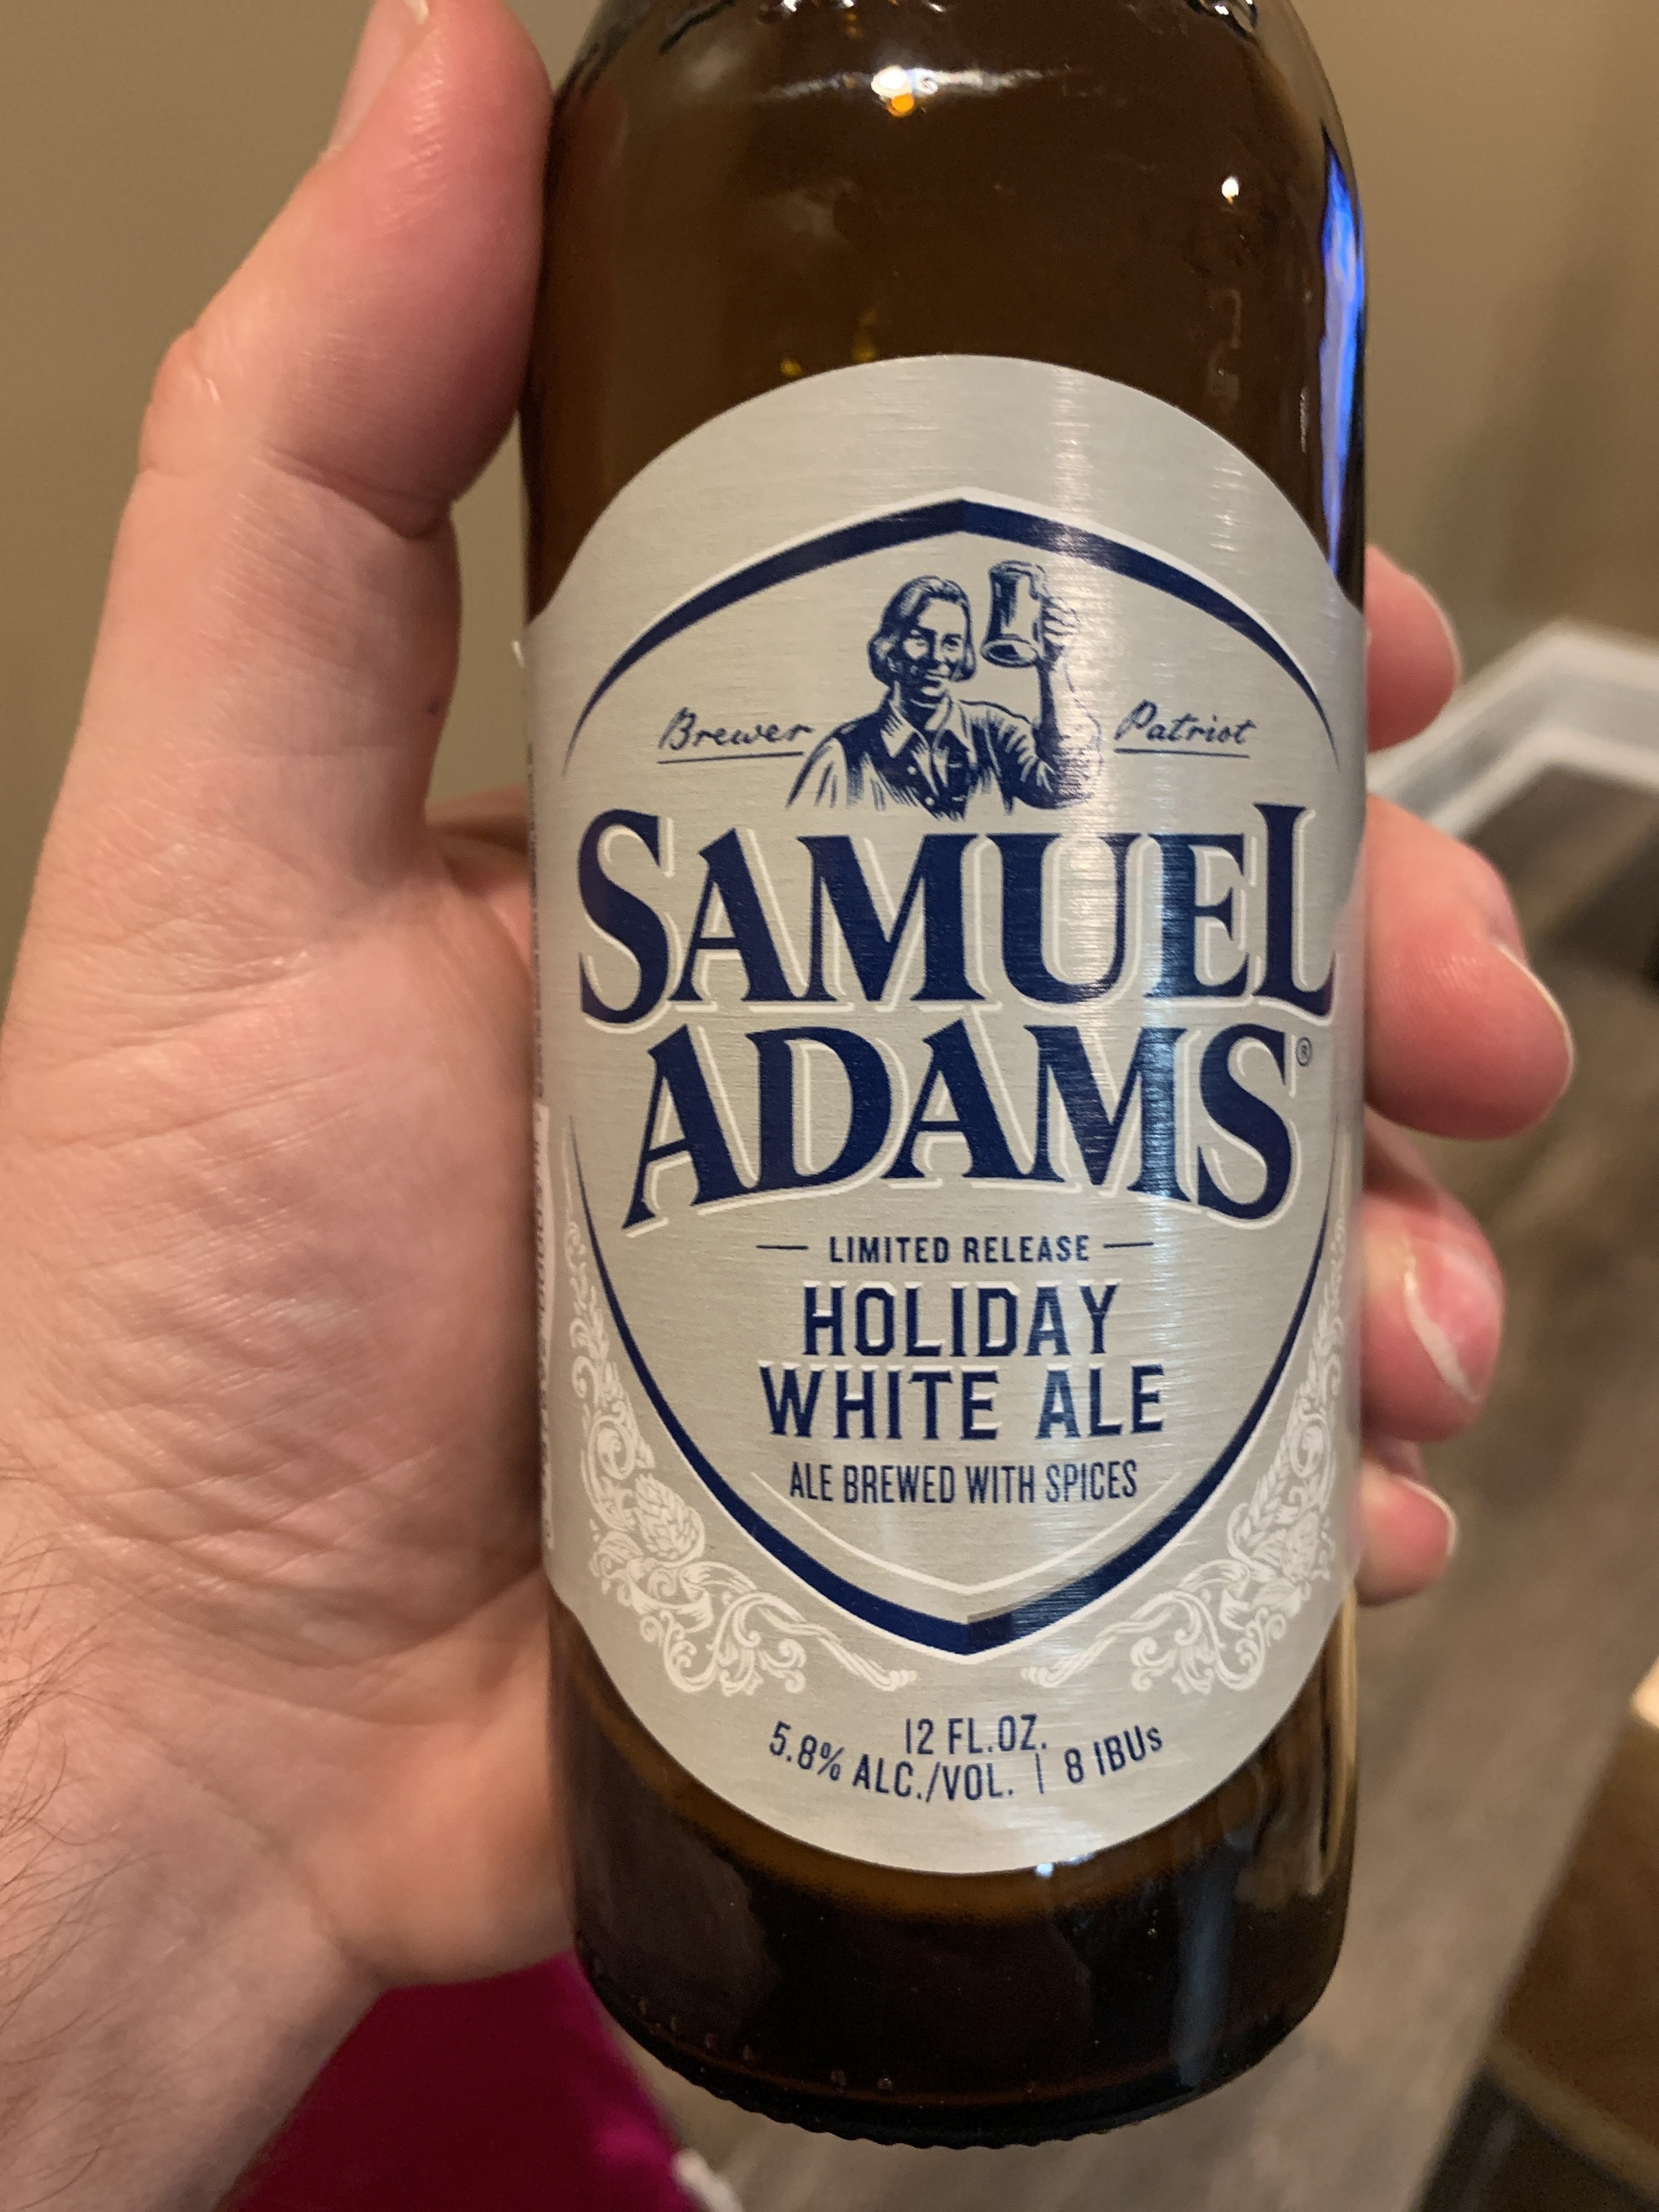 Brewer Patriot
SAMUEL
ADAMS®
LIMITED RELEASE
HOLIDAY
WHITE ALE
ALE BREWED WITH SPICES
12 FL.OZ.
5.8% ALC./VOL. | 8 IBUs